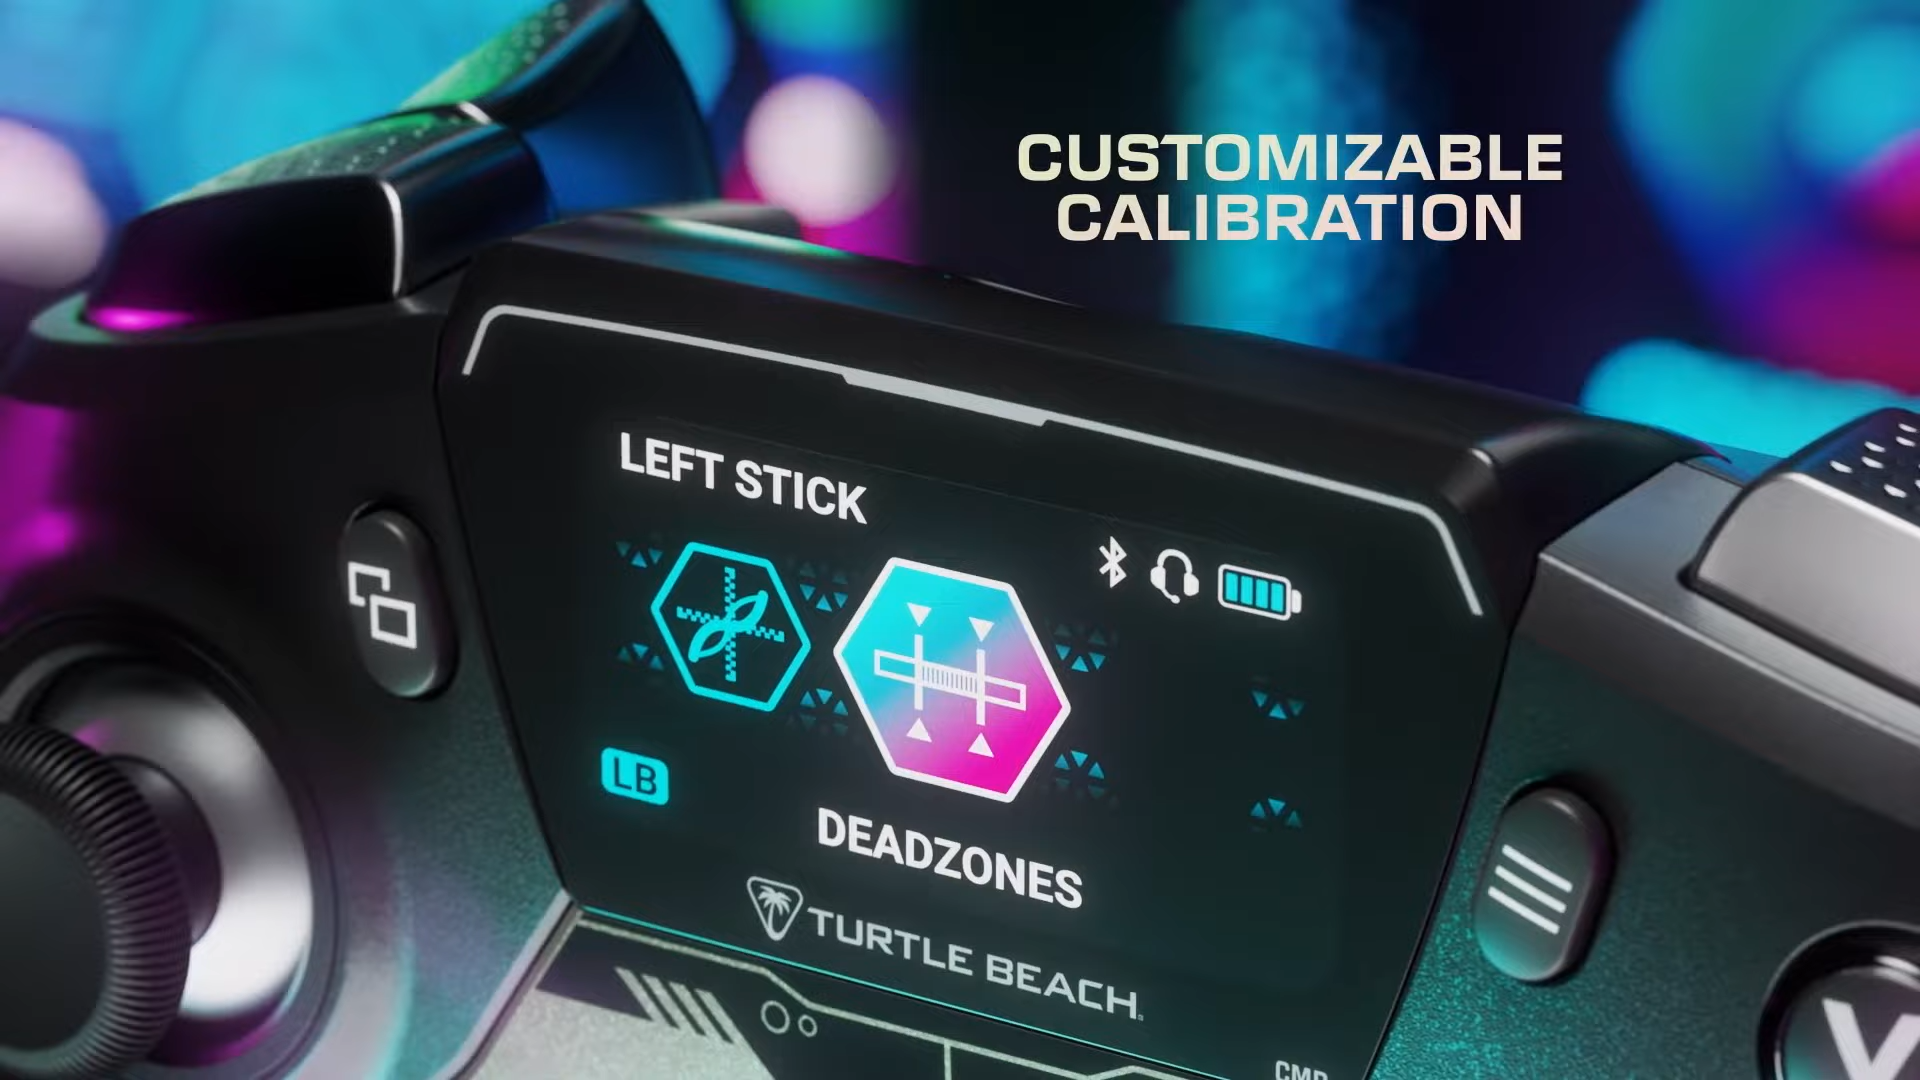 CUSTOMIZABLE
CALIBRATION
LEFT STICK
LB
DEADZONES
TURTLE BEACH